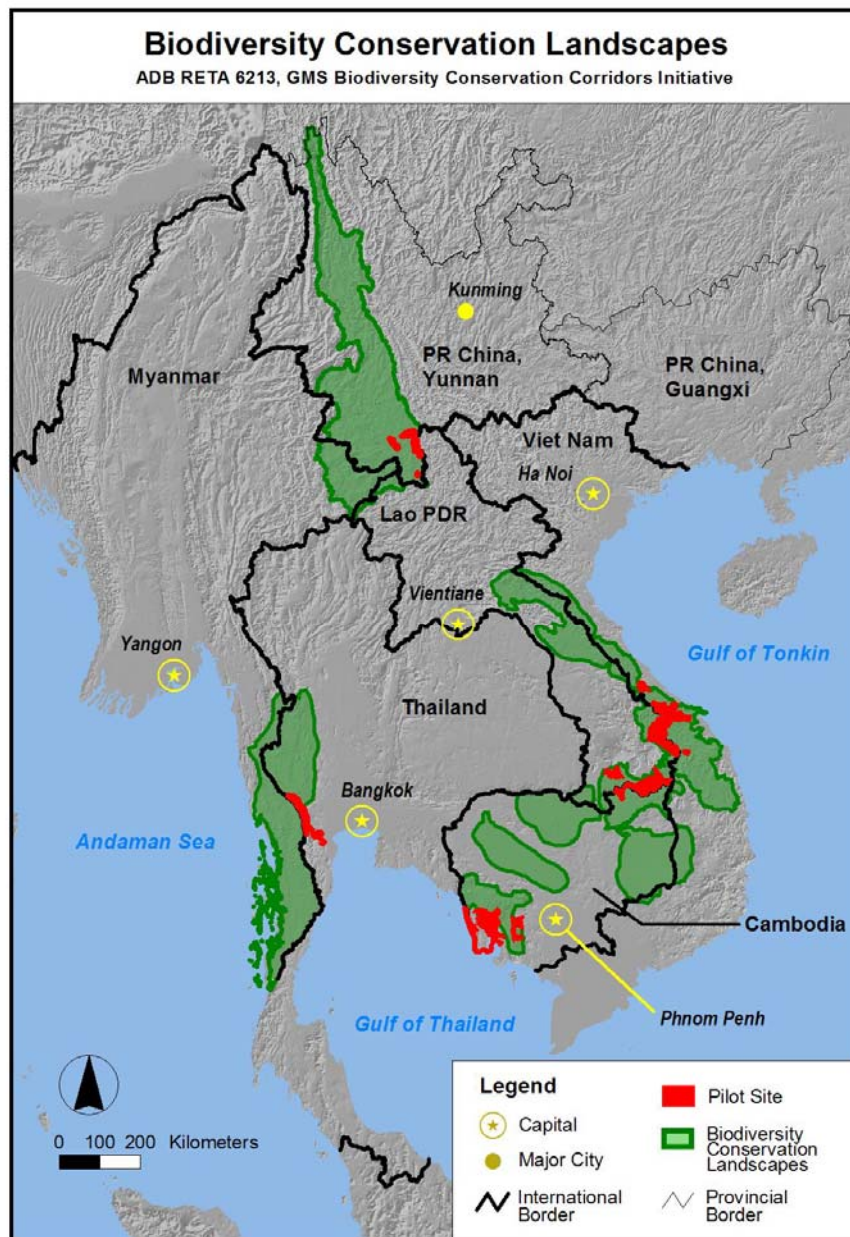 Biodiversity Conservation Landscapes
ADB RETA 6213, GMS Biodiversity Conservation Corridors Initiative
Kunming
PR China,
Yunnan
PR China,
Guangxi
Myanmar
Viet Nam
Ha Noi
Lao PDR
Vientiane
Yangon
Gulf of Tonkin
Thailand
Bangkok
Andaman Sea
Cambodia
Gulf of Thailand
Phnom Penh
Legend
Capital
Major City
International
Border
Pilot Site
Biodiversity
Conservation
Landscapes
Provincial
Border
0 100 200 Kilometers